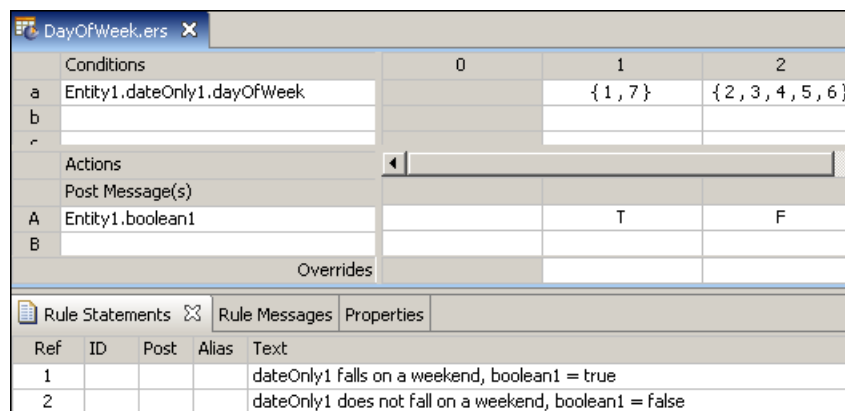 DayOfWeek.ers
Conditions 0 1 2
a Entity1.dateOnly1.dayOfWeek {1,7} {2,3,4,5,6}
b
c
Actions
Post Message(s)
A Entity1.boolean1 T F
B
Overrides
Rule Statements Rule Messages Properties
Ref ID Post Alias Text
1 dateOnly1 falls on a weekend, boolean1 = true
2 dateOnly1 does not fall on a weekend, boolean1 = false